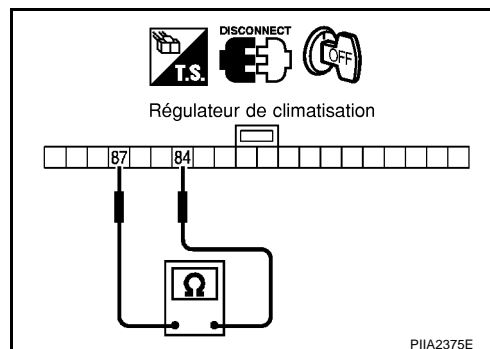 DISCONNECT
T.S.
OFF
Régulateur de climatisation
87 84
Ω
PIIA2375E